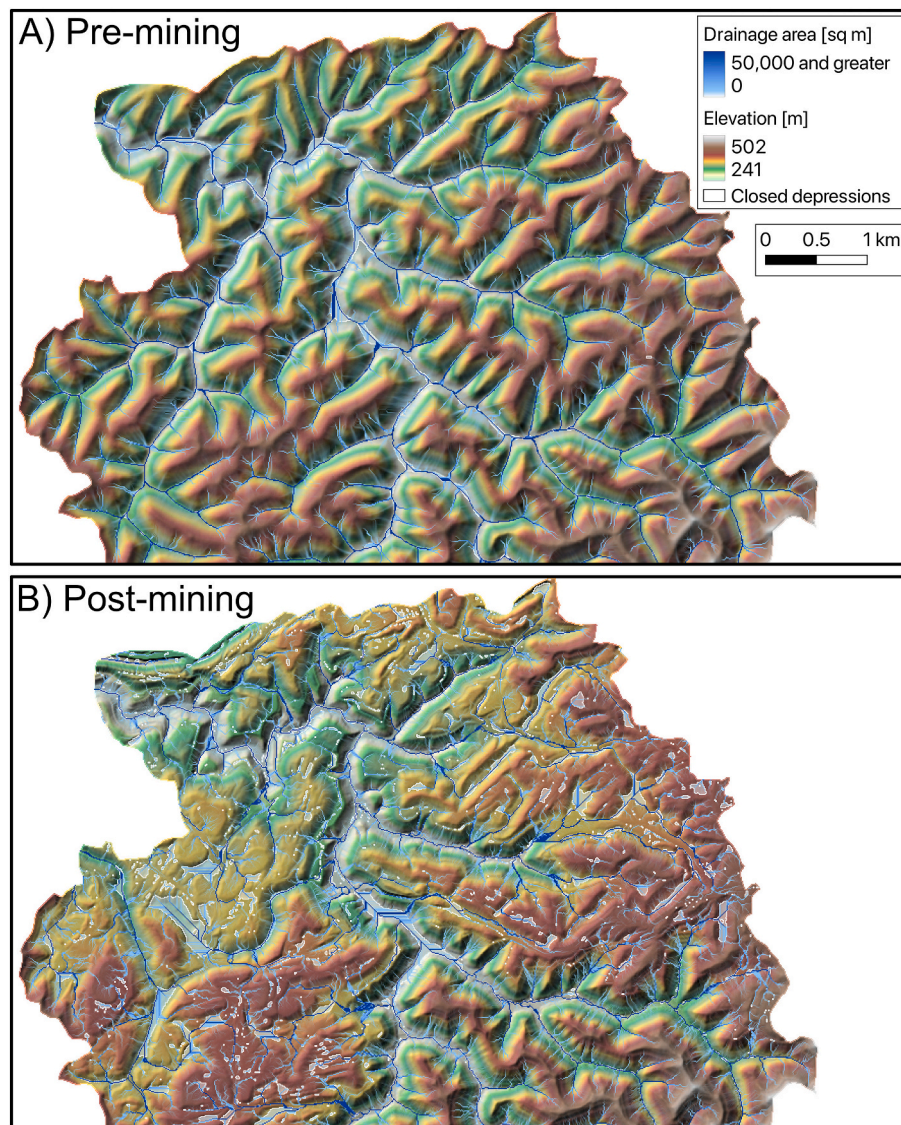 A) Pre-mining
Drainage area [sq m]
50,000 and greater
0
Elevation [m]
502
241
Closed depressions
0 0.5 1 km
B) Post-mining